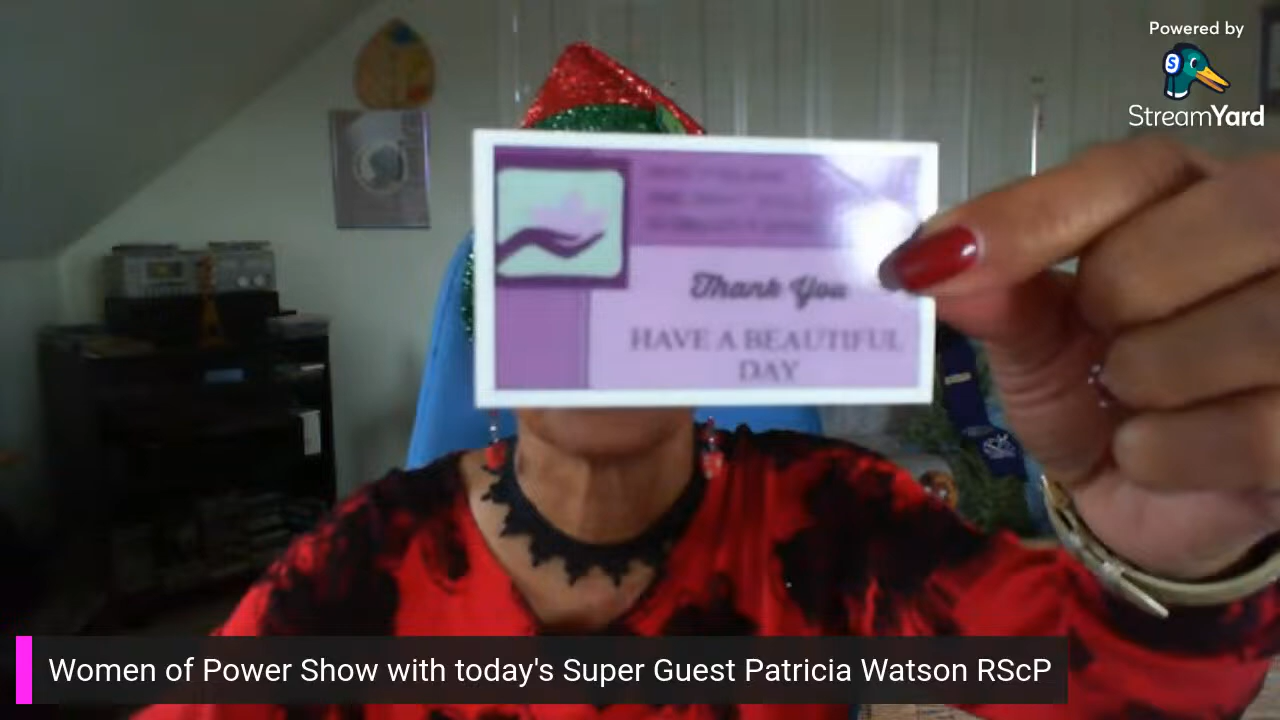 Powered by
StreamYard
Thank You
HAVE A BEAUTIFUL
DAY
Women of Power Show with today's Super Guest Patricia Watson RScP